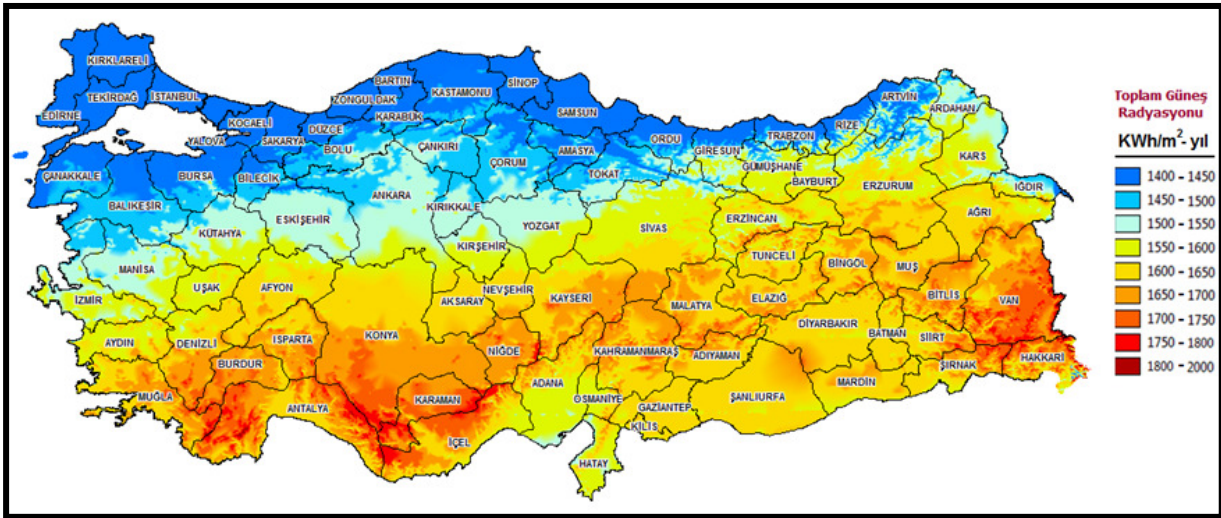 KIRKLARELİ
TEKİRDAĞ
İSTANBUL
EDİRNE
KOCAELİ
YALOVA
SAKARYA
DÜZCE
BOLU
ZONGULDAK
BARTIN
KARABÜK
KASTAMONU
SİNOP
SAMSUN
ÇANKIRI
ÇORUM
AMASYA
TOKAT
ORDU
GİRESUN
TRABZON
RİZE
ARTVİN
ARDAHAN
GÜMÜŞHANE
BAYBURT
KARS
IĞDIR
ERZURUM
AĞRI
ÇANAKKALE
BALIKESİR
BURSA
BİLECİK
KÜTAHYA
ESKİŞEHİR
ANKARA
KIRIKKALE
KIRŞEHİR
YOZGAT
SİVAS
ERZİNCAN
TUNCELİ
BİNGÖL
MUŞ
BİTLİS
VAN
MANİSA
İZMİR
UŞAK
AFYON
AKSARAY
NEVŞEHİR
KAYSERİ
MALATYA
ELAZIĞ
DİYARBAKIR
BATMAN
SİİRT
ŞIRNAK
HAKKARİ
AYDIN
DENİZLİ
ISPARTA
BURDUR
KONYA
NİĞDE
KAHRAMANMARAŞ
ADIYAMAN
MARDİN
MUĞLA
ANTALYA
KARAMAN
İÇEL
ADANA
OSMANİYE
GAZİANTEP
KİLİS
ŞANLIURFA
HATAY
Toplam Güneş
Radyasyonu
KWh/m²- yıl
1400 - 1450
1450 - 1500
1500 - 1550
1550 - 1600
1600 - 1650
1650 - 1700
1700 - 1750
1750 - 1800
1800 - 2000